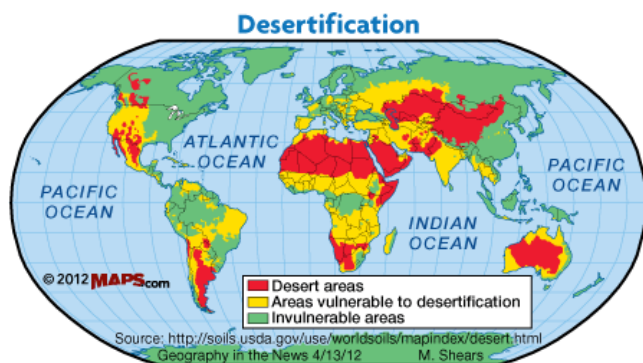 Desertification
ATLANTIC
OCEAN
PACIFIC
OCEAN
PACIFIC
OCEAN
INDIAN
OCEAN
© 2012 MAPS.com
Desert areas
Areas vulnerable to desertification
Invulnerable areas
Source: http://soils.usda.gov/use/worldsoils/mapindex/desert.html
Geography in the News 4/13/12 M. Shears